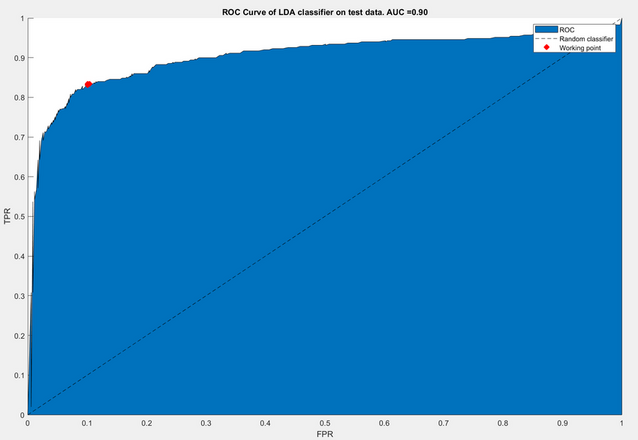 ROC Curve of LDA classifier on test data. AUC =0.90
1
0.9
0.8
0.7
0.6
0.5
0.4
0.3
0.2
0.1
0
TPR
ROC
Random classifier
Working point
0 0.1 0.2 0.3 0.4 0.5 0.6 0.7 0.8 0.9 1
FPR